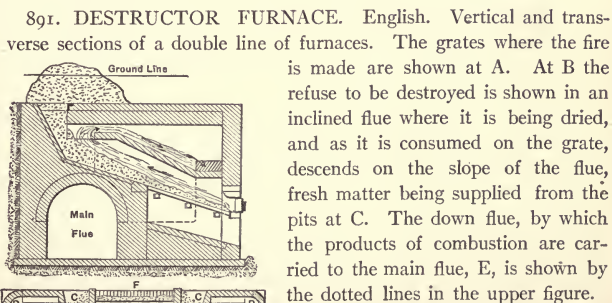 891. DESTRUCTOR FURNACE. English. Vertical and trans-
verse sections of a double line of furnaces. The grates where the fire
is made are shown at A. At B the
refuse to be destroyed is shown in an
inclined flue where it is being dried,
and as it is consumed on the grate,
descends on the slope of the flue,
fresh matter being supplied from the
pits at C. The down flue, by which
the products of combustion are car-
ried to the main flue, E, is shown by
the dotted lines in the upper figure.
Ground Line
Main
Flue
F
C
C